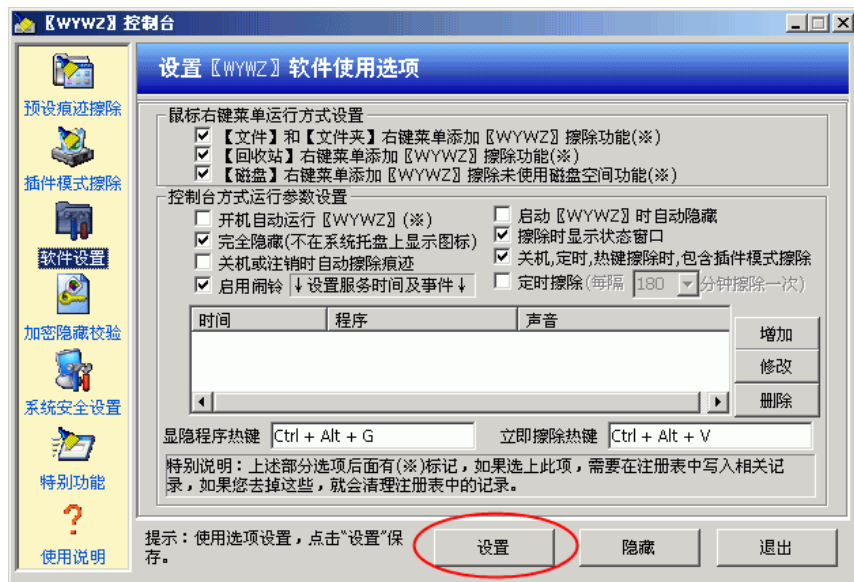 〖WYWZ〗控制台
预设痕迹擦除
插件模式擦除
软件设置
加密隐藏校验
系统安全设置
特别功能
使用说明
设置〖WYWZ〗软件使用选项
鼠标右键菜单运行方式设置
【文件】和【文件夹】右键菜单添加〖WYWZ〗擦除功能(※)
【回收站】右键菜单添加〖WYWZ〗擦除功能(※)
【磁盘】右键菜单添加〖WYWZ〗擦除未使用磁盘空间功能(※)
控制台方式运行参数设置
开机自动运行〖WYWZ〗(※)
完全隐藏(不在系统托盘上显示图标)
关机或注销时自动擦除痕迹
启用闹铃 ↓设置服务时间及事件↓
启动〖WYWZ〗时自动隐藏
擦除时显示状态窗口
关机,定时,热键擦除时,包含插件模式擦除
定时擦除(每隔 180 分钟擦除一次)
时间 程序 声音
增加
修改
删除
显隐程序热键 Ctrl + Alt + G 立即擦除热键 Ctrl + Alt + V
特别说明：上述部分选项后面有(※)标记，如果选上此项，需要在注册表中写入相关记
录，如果您去掉这些，就会清理注册表中的记录。
提示：使用选项设置，点击“设置”保
存。
设置 隐藏 退出